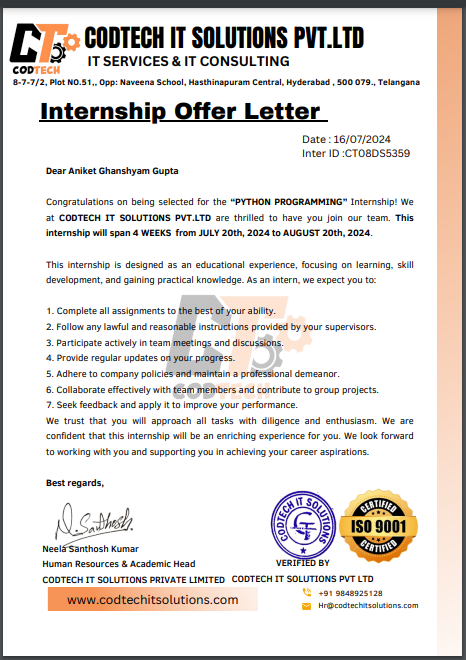 CT
CODTECH
CODTECH IT SOLUTIONS PVT.LTD
IT SERVICES & IT CONSULTING
8-7-7/2, Plot NO.51,, Opp: Naveena School, Hasthinapuram Central, Hyderabad , 500 079., Telangana
Internship Offer Letter
Date : 16/07/2024
Inter ID :CT08DS5359
Dear Aniket Ghanshyam Gupta
Congratulations on being selected for the “PYTHON PROGRAMMING” Internship! We
at CODTECH IT SOLUTIONS PVT.LTD are thrilled to have you join our team. This
internship will span 4 WEEKS from JULY 20th, 2024 to AUGUST 20th, 2024.
This internship is designed as an educational experience, focusing on learning, skill
development, and gaining practical knowledge. As an intern, we expect you to:
1. Complete all assignments to the best of your ability.
2. Follow any lawful and reasonable instructions provided by your supervisors.
3. Participate actively in team meetings and discussions.
4. Provide regular updates on your progress.
5. Adhere to company policies and maintain a professional demeanor.
6. Collaborate effectively with team members and contribute to group projects.
7. Seek feedback and apply it to improve your performance.
We trust that you will approach all tasks with diligence and enthusiasm. We are
confident that this internship will be an enriching experience for you. We look forward
to working with you and supporting you in achieving your career aspirations.
CODTECH
Best regards,
N. Santhosh.
Neela Santhosh Kumar
Human Resources & Academic Head
CODTECH IT SOLUTIONS PRIVATE LIMITED
www.codtechitsolutions.com
CODTECH IT SOLUTIONS
CERTIFIED
ISO 9001
CERTIFIED
VERIFIED BY
CODTECH IT SOLUTIONS PVT LTD
+91 9848925128
Hr@codtechitsolutions.com